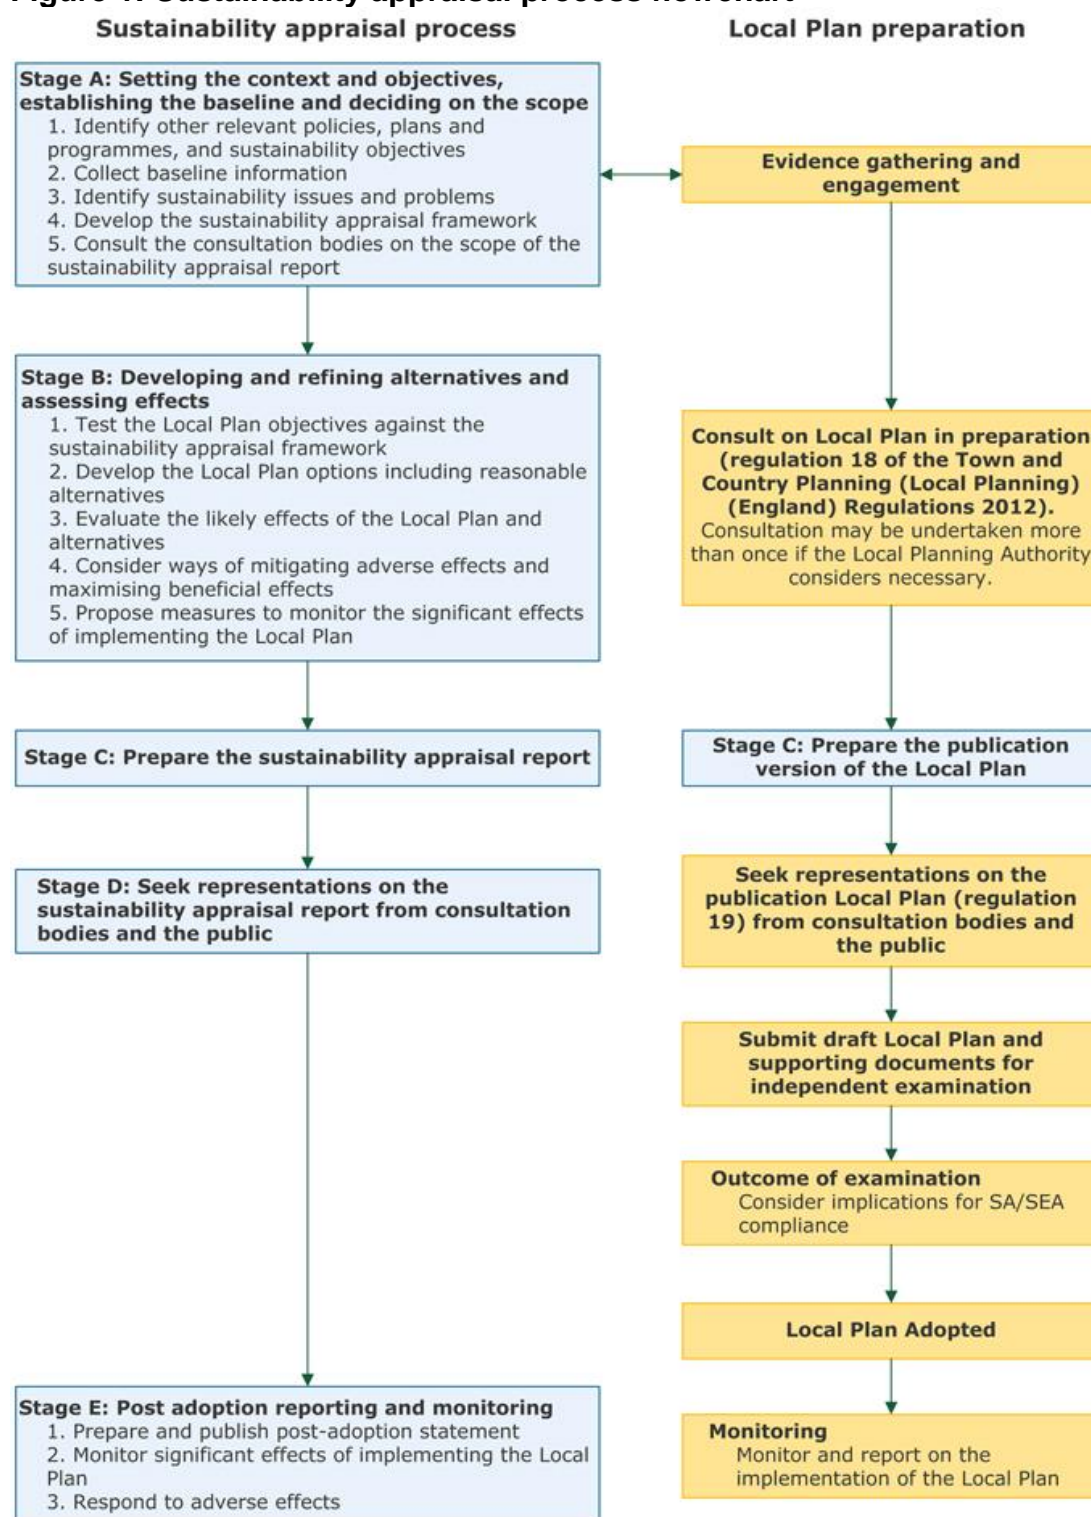 Figure 1: Sustainability appraisal process flowchart
Sustainability appraisal process
Local Plan preparation
Stage A: Setting the context and objectives,
establishing the baseline and deciding on the scope
1. Identify other relevant policies, plans and
programmes, and sustainability objectives
2. Collect baseline information
3. Identify sustainability issues and problems
4. Develop the sustainability appraisal framework
5. Consult the consultation bodies on the scope of the
sustainability appraisal report
Evidence gathering and
engagement
Stage B: Developing and refining alternatives and
assessing effects
1. Test the Local Plan objectives against the
sustainability appraisal framework
2. Develop the Local Plan options including reasonable
alternatives
3. Evaluate the likely effects of the Local Plan and
alternatives
4. Consider ways of mitigating adverse effects and
maximising beneficial effects
5. Propose measures to monitor the significant effects
of implementing the Local Plan
Consult on Local Plan in preparation
(regulation 18 of the Town and
Country Planning (Local Planning)
(England) Regulations 2012).
Consultation may be undertaken more
than once if the Local Planning Authority
considers necessary.
Stage C: Prepare the sustainability appraisal report
Stage C: Prepare the publication
version of the Local Plan
Stage D: Seek representations on the
sustainability appraisal report from consultation
bodies and the public
Seek representations on the
publication Local Plan (regulation
19) from consultation bodies and
the public
Submit draft Local Plan and
supporting documents for
independent examination
Outcome of examination
Consider implications for SA/SEA
compliance
Local Plan Adopted
Stage E: Post adoption reporting and monitoring
1. Prepare and publish post-adoption statement
2. Monitor significant effects of implementing the Local
Plan
3. Respond to adverse effects
Monitoring
Monitor and report on the
implementation of the Local Plan